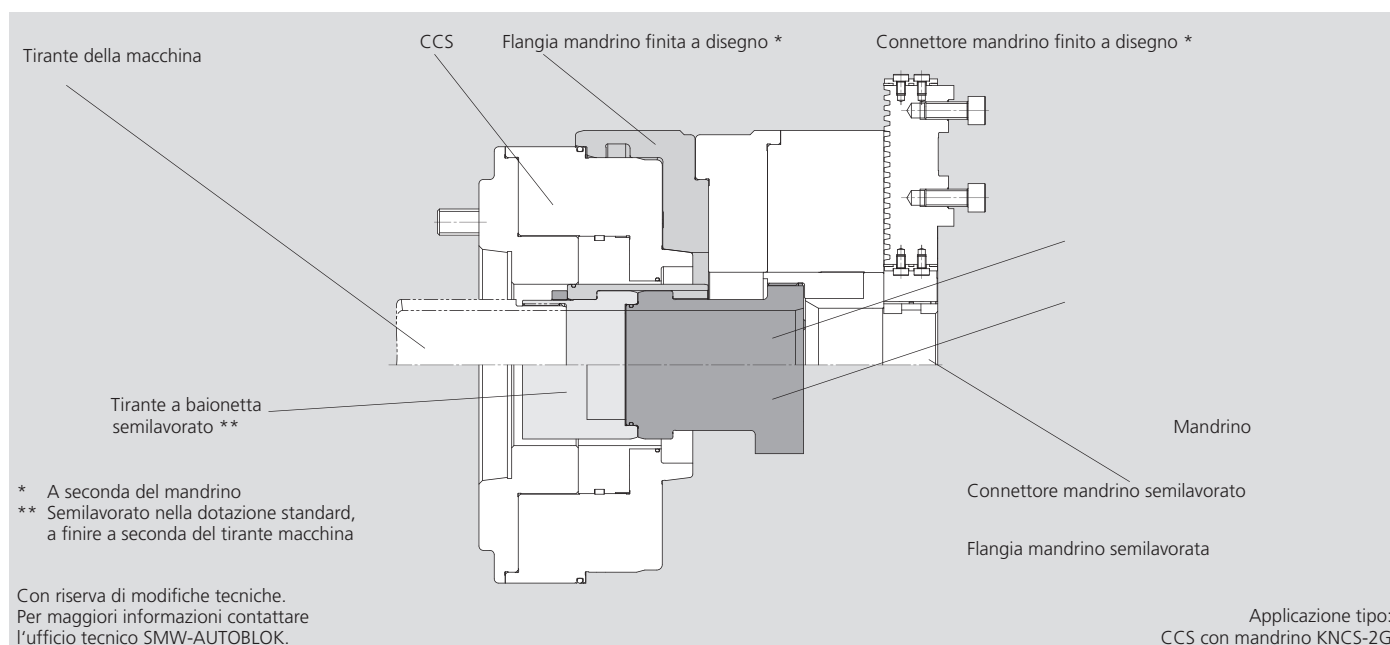 Tirante della macchina
CCS
Flangia mandrino finita a disegno *
Connettore mandrino finito a disegno *
Tirante a baionetta
semilavorato **
Mandrino
* A seconda del mandrino
** Semilavorato nella dotazione standard,
a finire a seconda del tirante macchina
Connettore mandrino semilavorato
Flangia mandrino semilavorata
Con riserva di modifiche tecniche.
Per maggiori informazioni contattare
l‘ufficio tecnico SMW-AUTOBLOK.
Applicazione tipo:
CCS con mandrino KNCS-2G